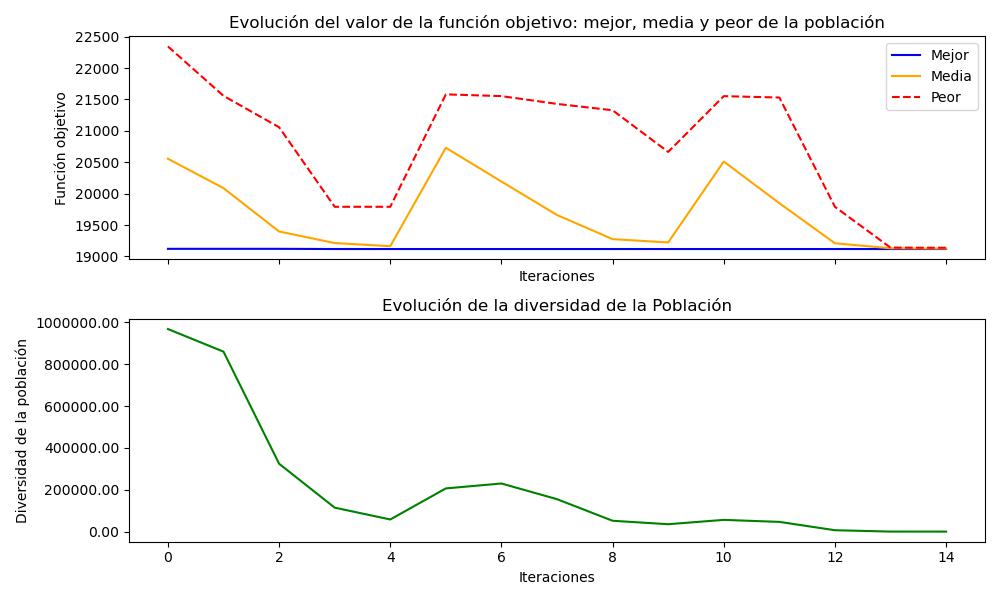 Evolución del valor de la función objetivo: mejor, media y peor de la población
22500
22000
21500
21000
20500
20000
19500
19000
Función objetivo
Mejor
Media
Peor
Iteraciones
Evolución de la diversidad de la Población
1000000.00
800000.00
600000.00
400000.00
200000.00
0.00
Diversidad de la población
0 2 4 6 8 10 12 14
Iteraciones